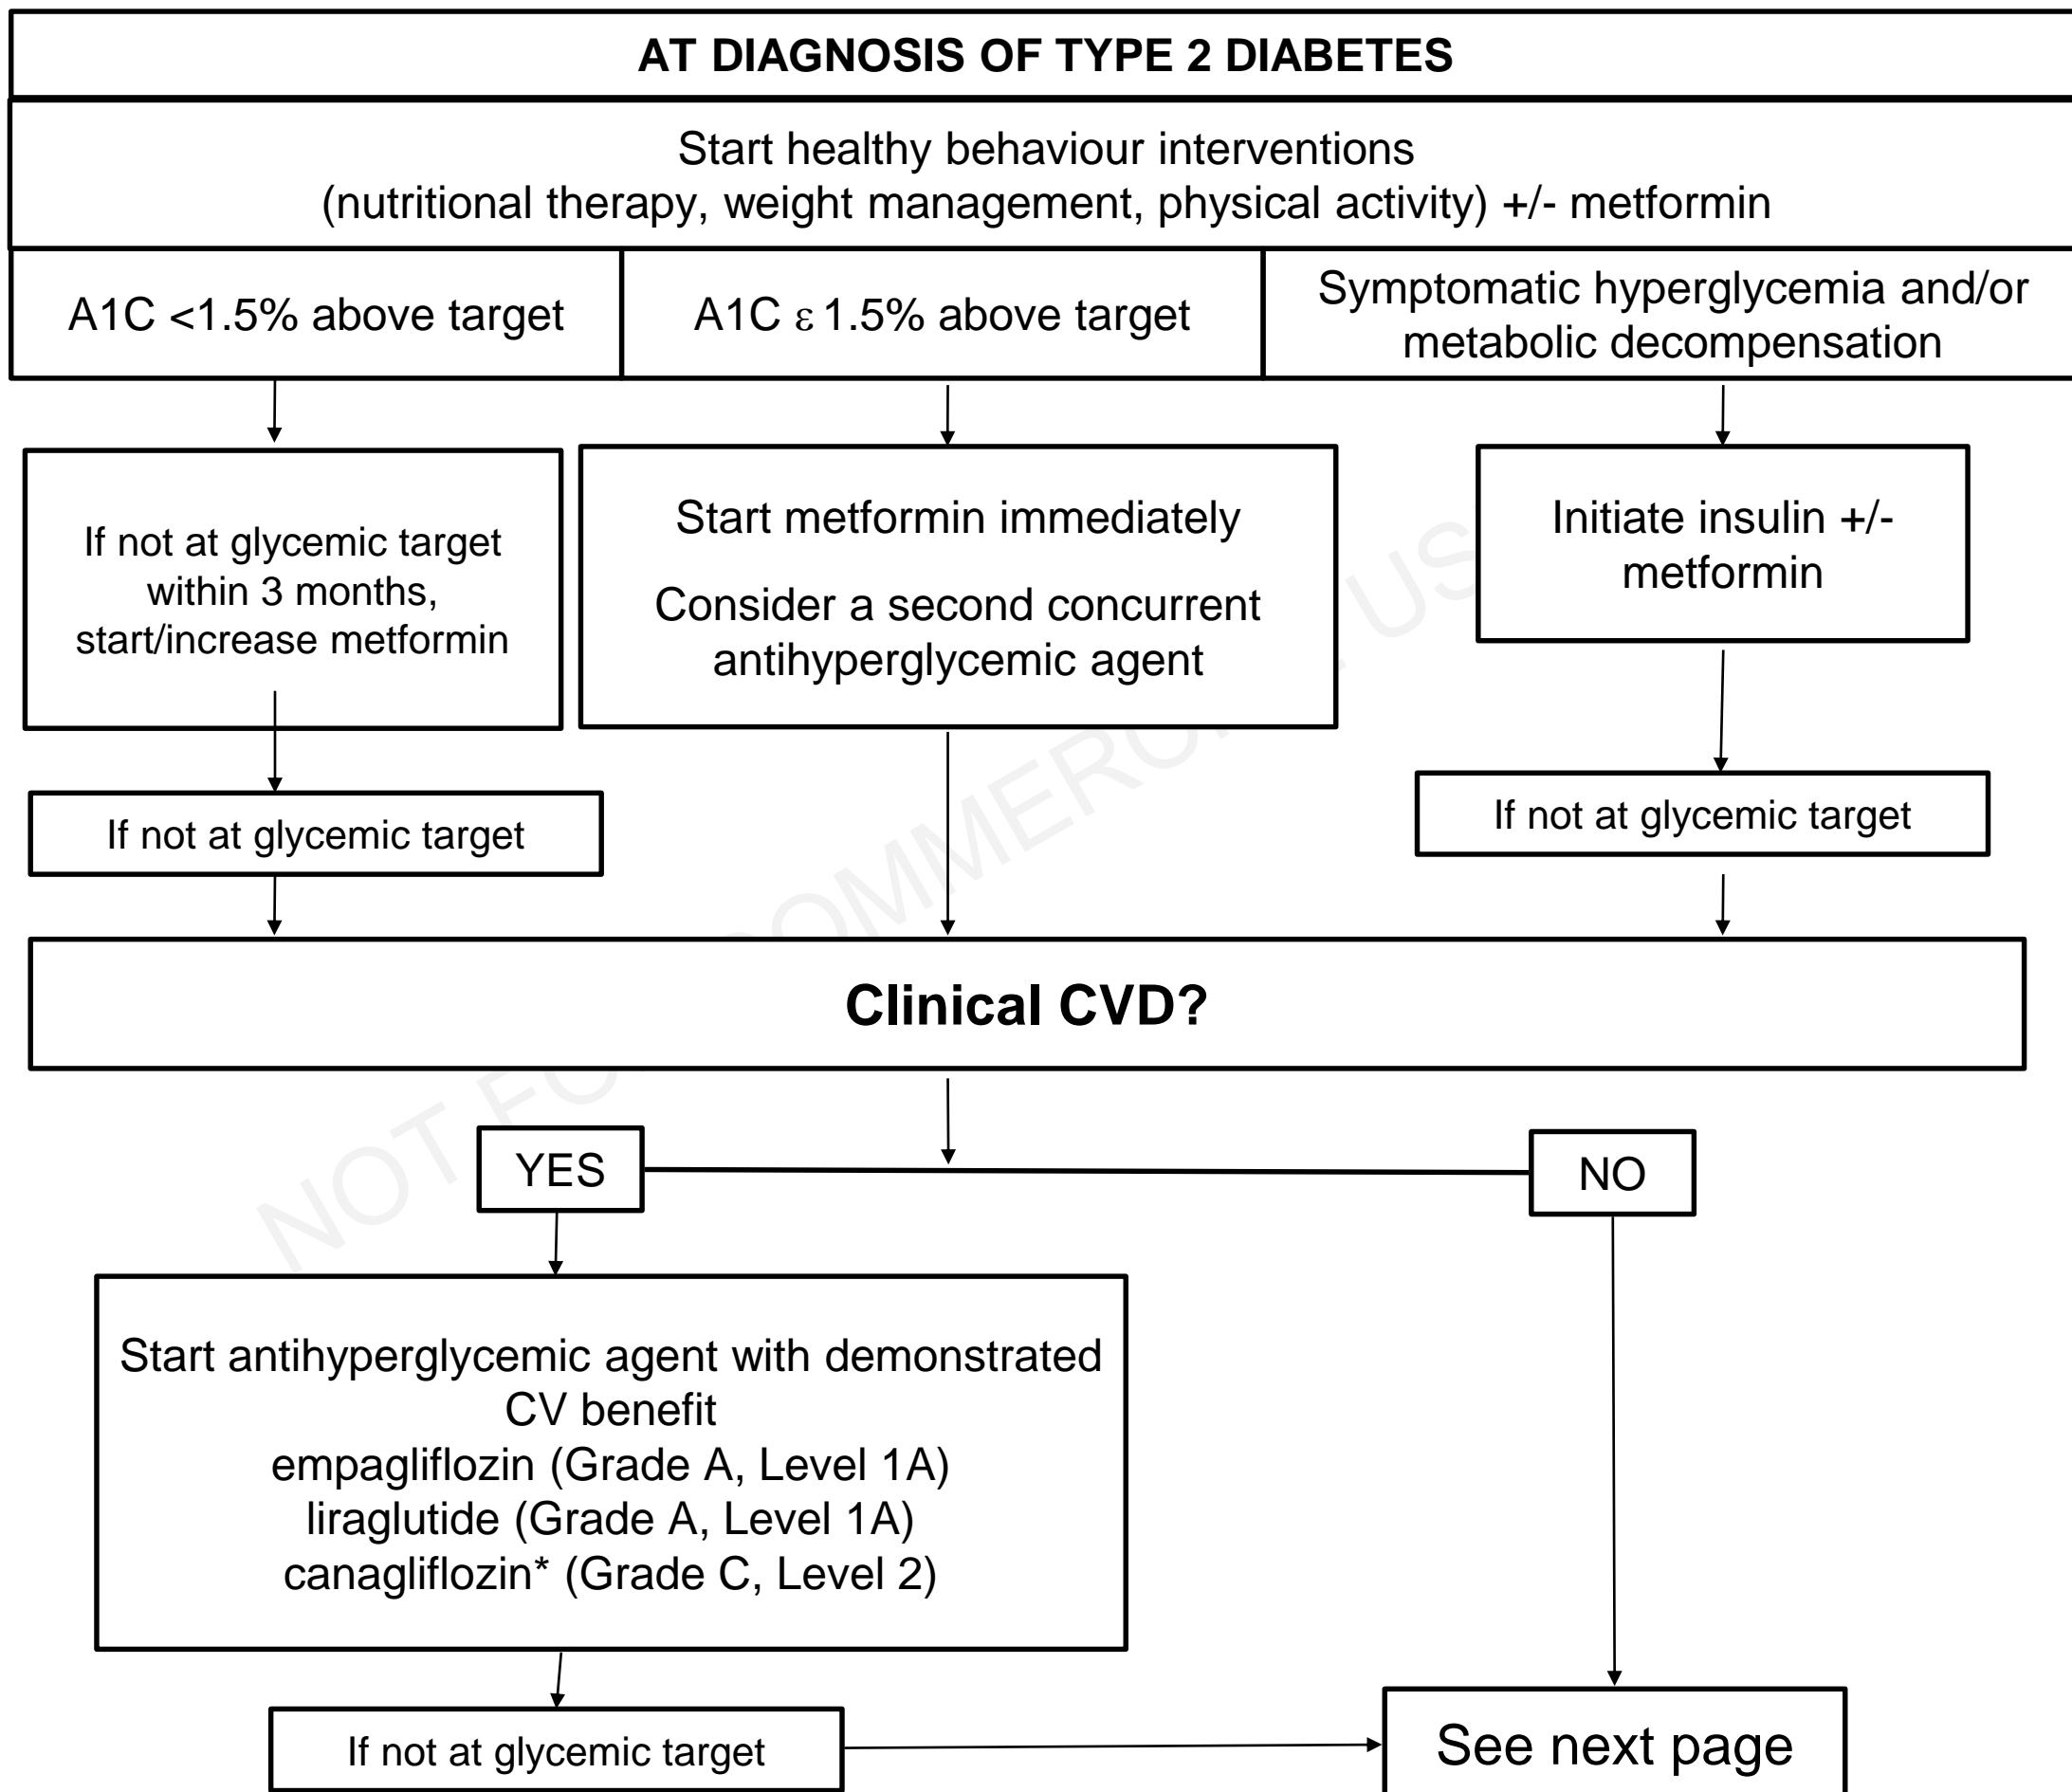 AT DIAGNOSIS OF TYPE 2 DIABETES
Start healthy behaviour interventions
(nutritional therapy, weight management, physical activity) +/- metformin
A1C <1.5% above target
A1C ε 1.5% above target
Symptomatic hyperglycemia and/or
metabolic decompensation
If not at glycemic target
within 3 months,
start/increase metformin
Start metformin immediately
Consider a second concurrent
antihyperglycemic agent
Initiate insulin +/-
metformin
If not at glycemic target
If not at glycemic target
Clinical CVD?
YES
NO
Start antihyperglycemic agent with demonstrated
CV benefit
empagliflozin (Grade A, Level 1A)
liraglutide (Grade A, Level 1A)
canagliflozin* (Grade C, Level 2)
If not at glycemic target
See next page
NOT